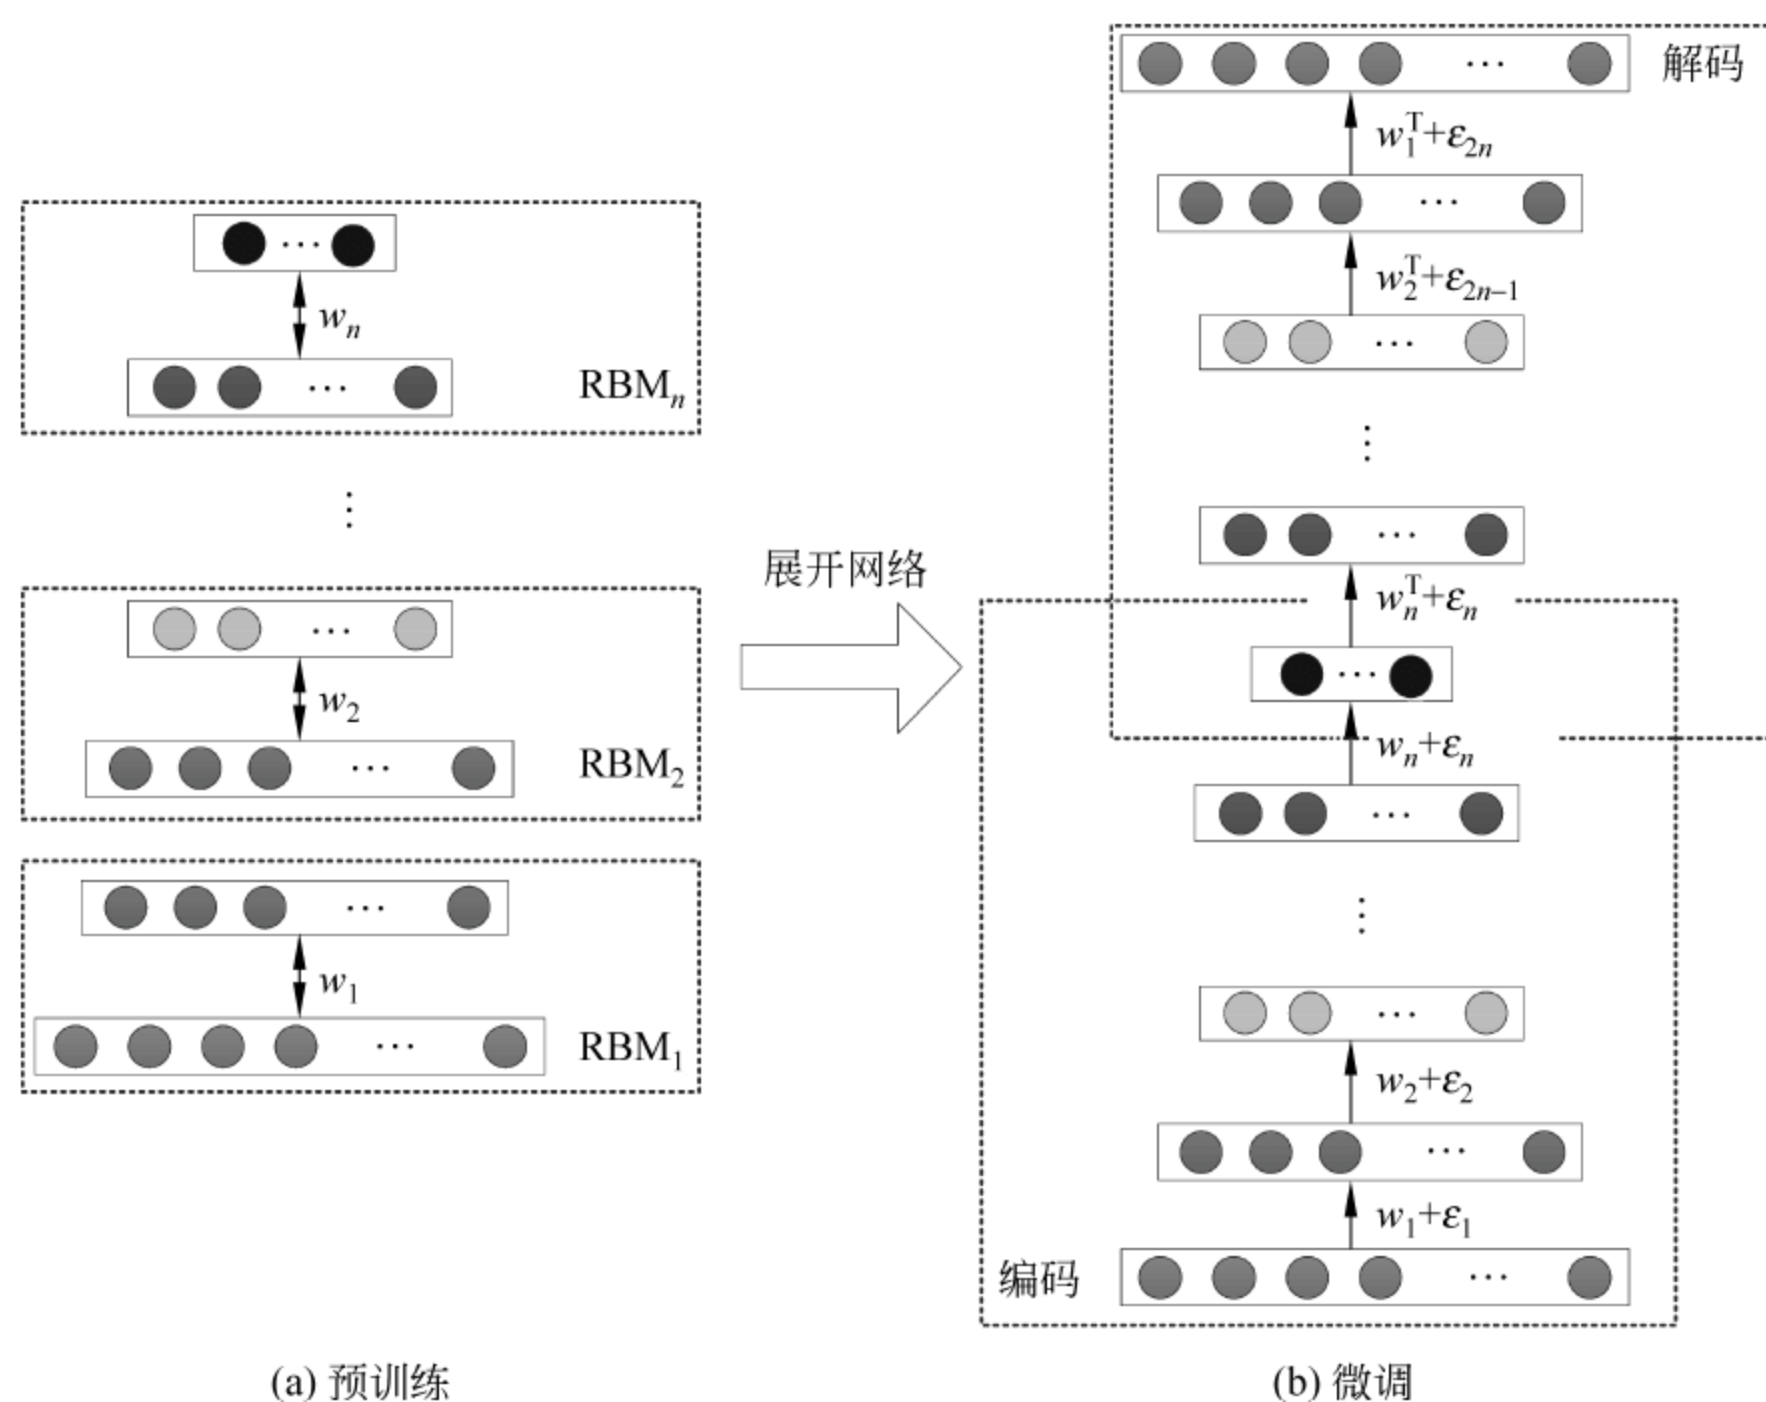 wₙ
RBMₙ
⋮
w₂
RBM₂
w₁
RBM₁
(a) 预训练
展开网络
解码
w₁ᵀ+ε₂ₙ
w₂ᵀ+ε₂ₙ₋₁
⋮
wₙᵀ+εₙ
wₙ+εₙ
⋮
w₂+ε₂
w₁+ε₁
编码
(b) 微调